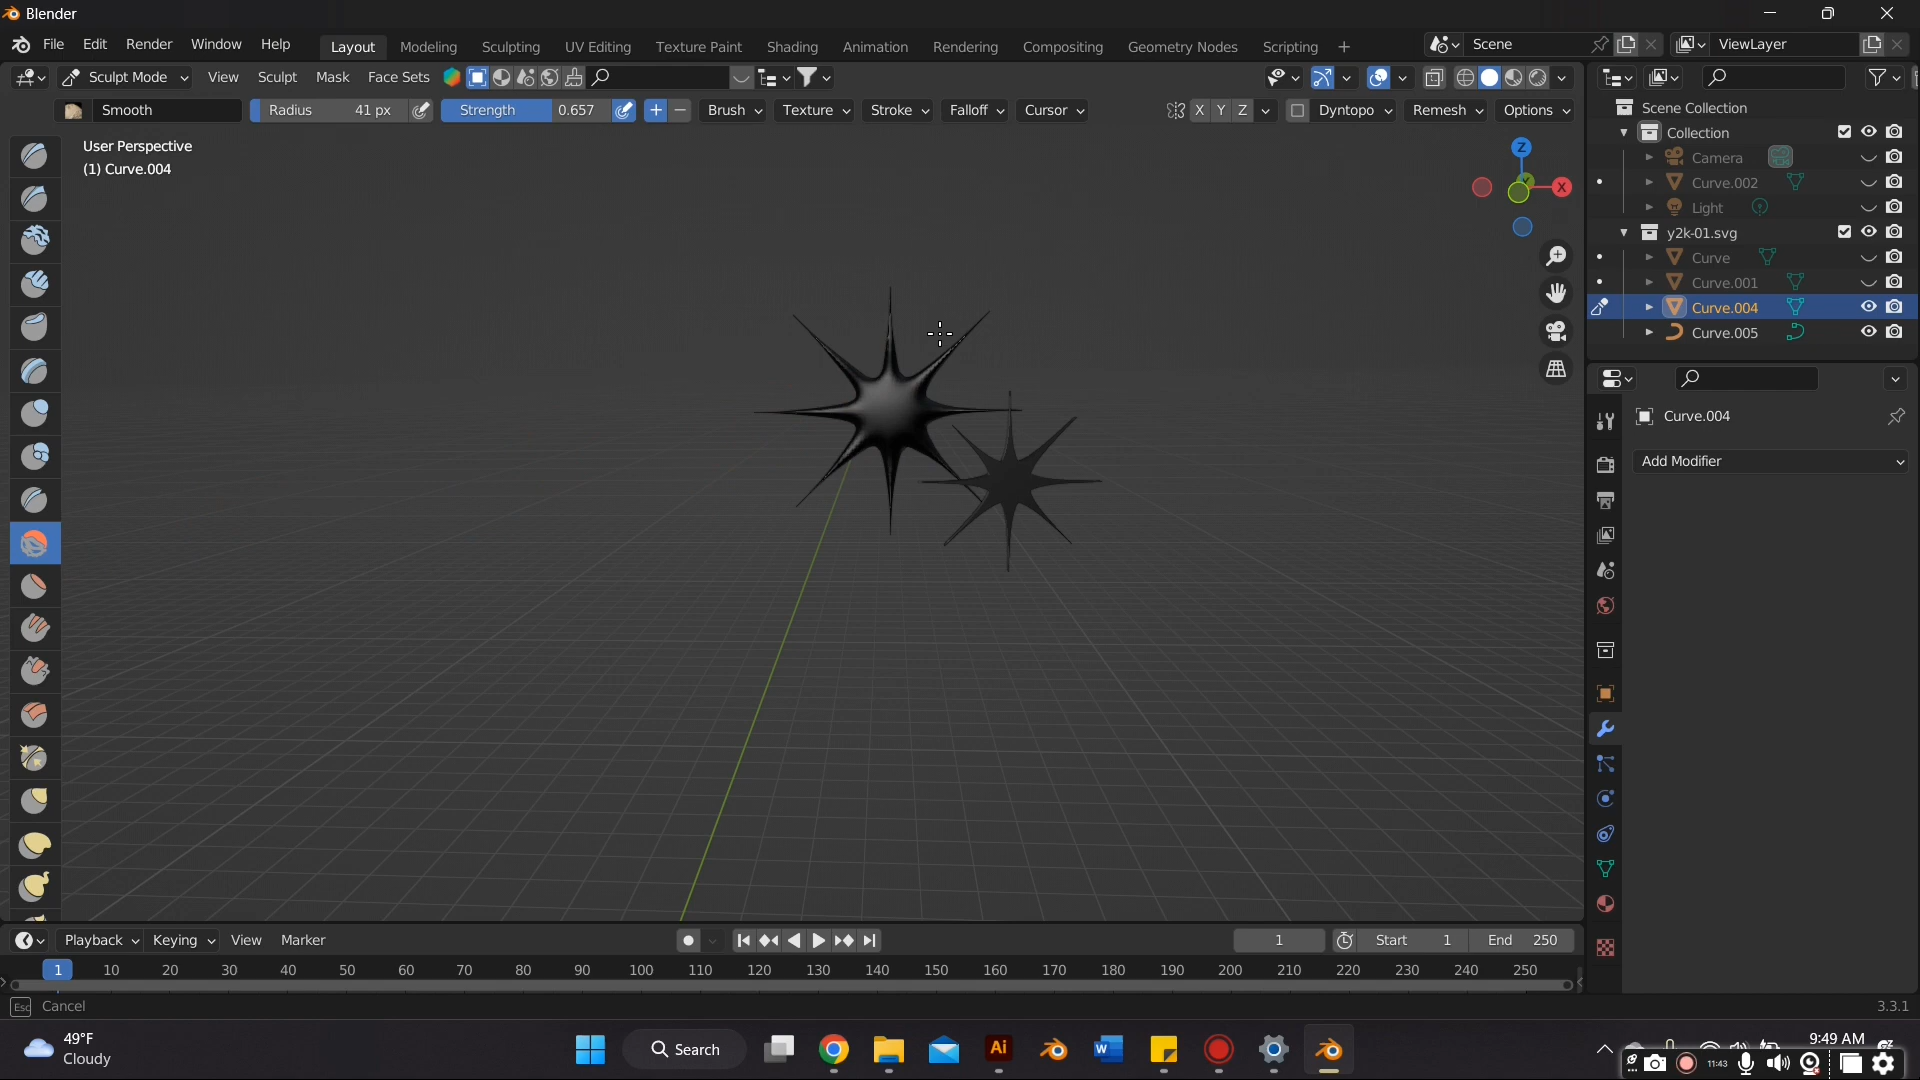 Blender
File Edit Render Window Help Layout Modeling Sculpting UV Editing Texture Paint Shading Animation Rendering Compositing Geometry Nodes Scripting + Scene ViewLayer
Sculpt Mode View Sculpt Mask Face Sets
Smooth Radius 41 px Strength 0.657 Brush Texture Stroke Falloff Cursor X Y Z Dyntopo Remesh Options
User Perspective
(1) Curve.004
Z
X
Scene Collection
Collection
Camera
Curve.002
Light
y2k-01.svg
Curve
Curve.001
Curve.004
Curve.005
Curve.004
Add Modifier
Playback Keying View Marker 1 Start 1 End 250
1 10 20 30 40 50 60 70 80 90 100 110 120 130 140 150 160 170 180 190 200 210 220 230 240 250
Esc Cancel 3.3.1
49°F
Cloudy
Search
Ai
W
9:49 AM
11:43